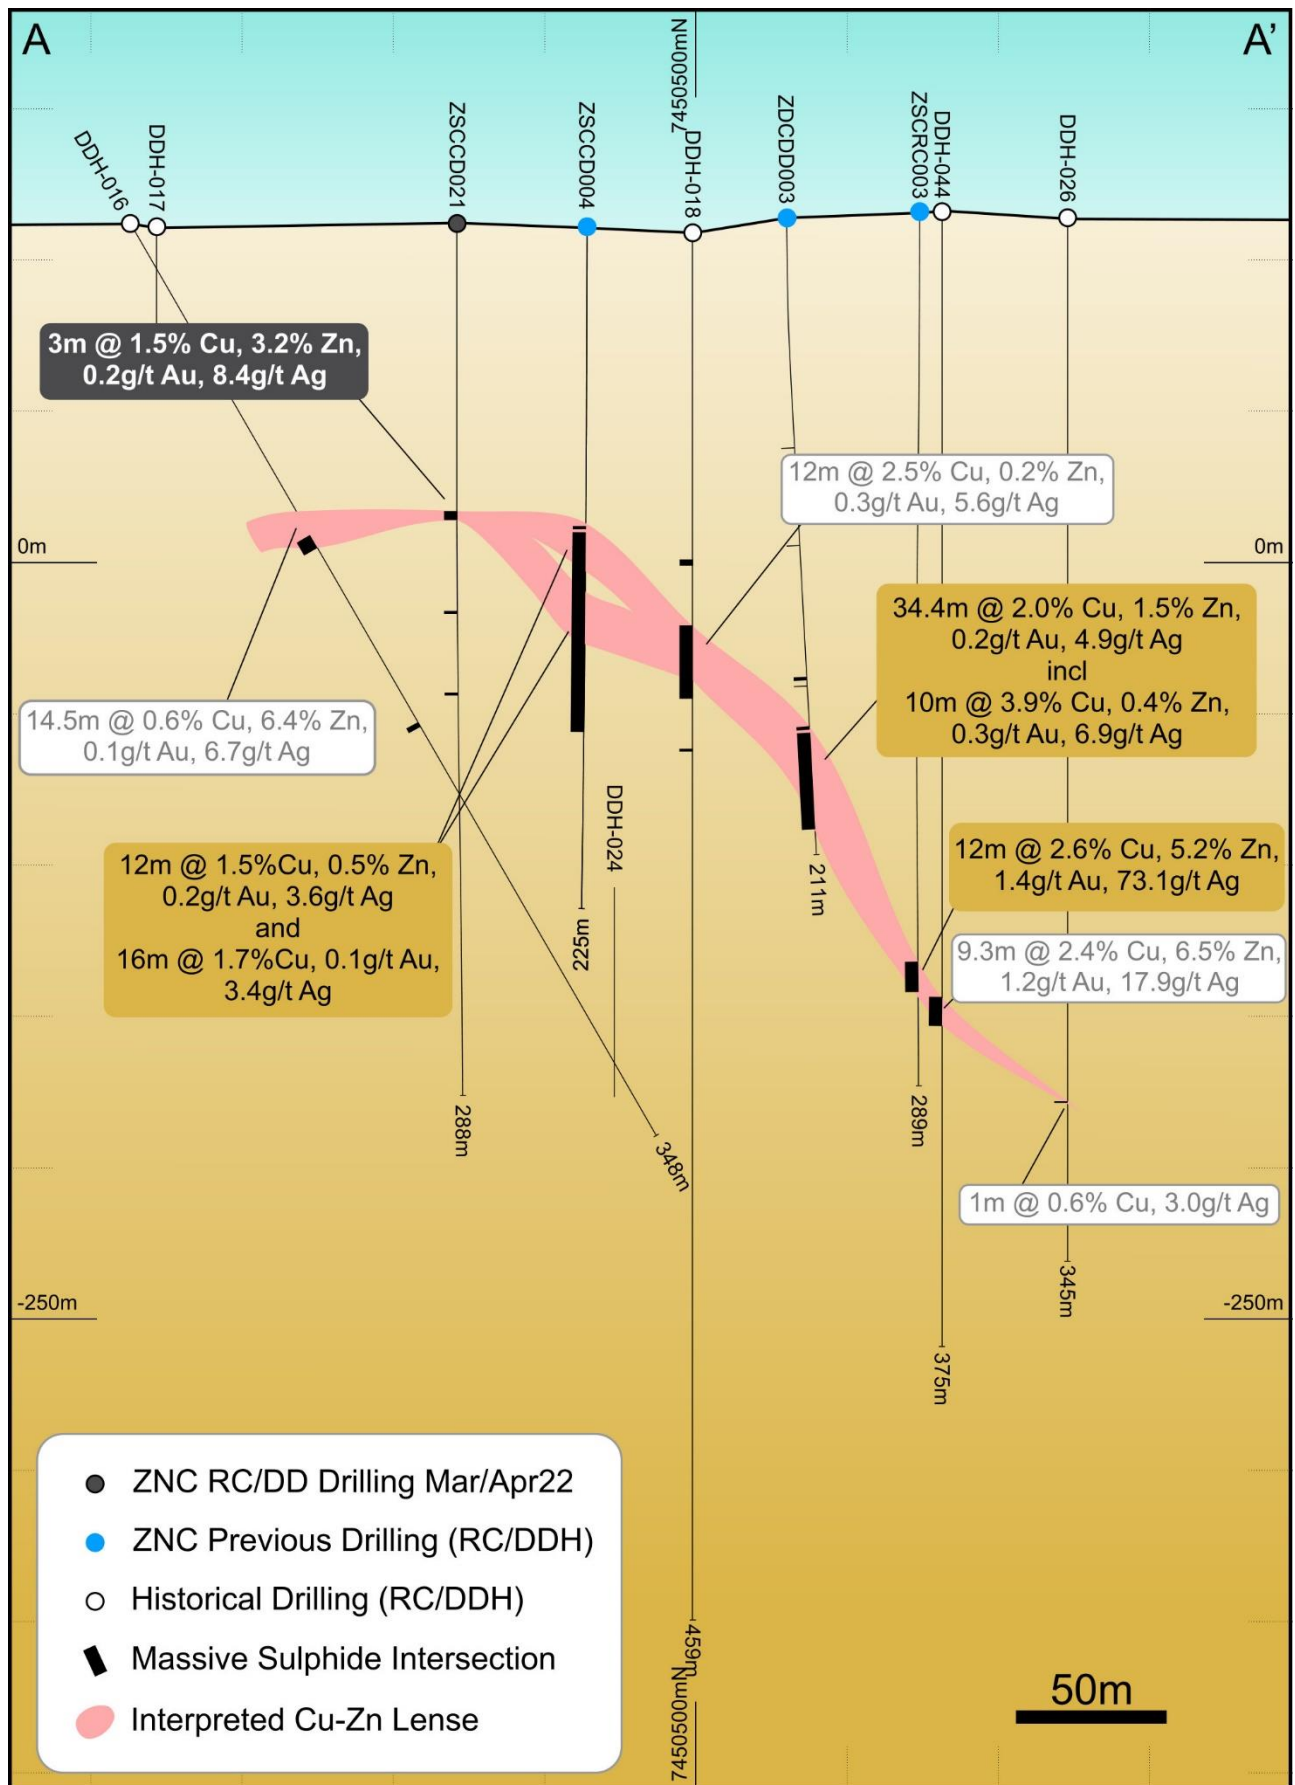 A
A’
7450500mN
DDH-016
DDH-017
ZSCCD021
ZSCCD004
DDH-018
ZDCDD003
ZSCRC003
DDH-044
DDH-026
3m @ 1.5% Cu, 3.2% Zn,
0.2g/t Au, 8.4g/t Ag
12m @ 2.5% Cu, 0.2% Zn,
0.3g/t Au, 5.6g/t Ag
0m
0m
34.4m @ 2.0% Cu, 1.5% Zn,
0.2g/t Au, 4.9g/t Ag
incl
10m @ 3.9% Cu, 0.4% Zn,
0.3g/t Au, 6.9g/t Ag
14.5m @ 0.6% Cu, 6.4% Zn,
0.1g/t Au, 6.7g/t Ag
DDH-024
12m @ 1.5%Cu, 0.5% Zn,
0.2g/t Au, 3.6g/t Ag
and
16m @ 1.7%Cu, 0.1g/t Au,
3.4g/t Ag
225m
211m
12m @ 2.6% Cu, 5.2% Zn,
1.4g/t Au, 73.1g/t Ag
9.3m @ 2.4% Cu, 6.5% Zn,
1.2g/t Au, 17.9g/t Ag
288m
348m
289m
1m @ 0.6% Cu, 3.0g/t Ag
345m
-250m
-250m
375m
459m
7450500mN
ZNC RC/DD Drilling Mar/Apr22
ZNC Previous Drilling (RC/DDH)
Historical Drilling (RC/DDH)
Massive Sulphide Intersection
Interpreted Cu-Zn Lense
50m